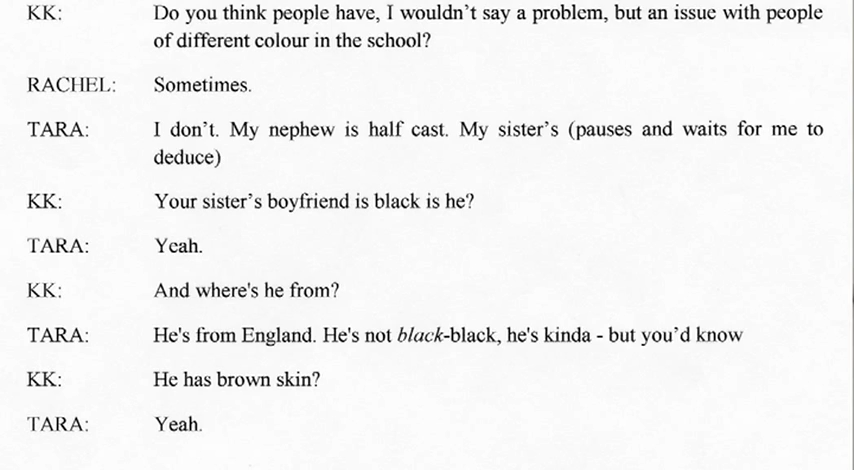 KK: Do you think people have, I wouldn’t say a problem, but an issue with people
of different colour in the school?
RACHEL: Sometimes.
TARA: I don’t. My nephew is half cast. My sister’s (pauses and waits for me to
deduce)
KK: Your sister’s boyfriend is black is he?
TARA: Yeah.
KK: And where's he from?
TARA: He's from England. He's not black-black, he's kinda - but you’d know
KK: He has brown skin?
TARA: Yeah.